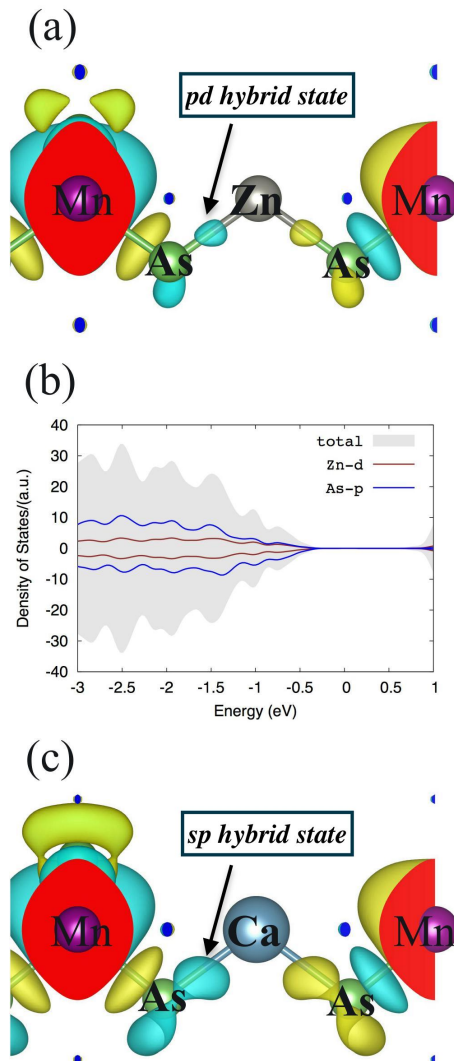 (a)
pd hybrid state
Mn Zn Mn
As As
(b)
40
30
20
10
0
-10
-20
-30
-40
Density of States/(a.u.)
total
Zn-d
As-p
-3 -2.5 -2 -1.5 -1 -0.5 0 0.5 1
Energy (eV)
(c)
sp hybrid state
Mn Ca Mn
As As